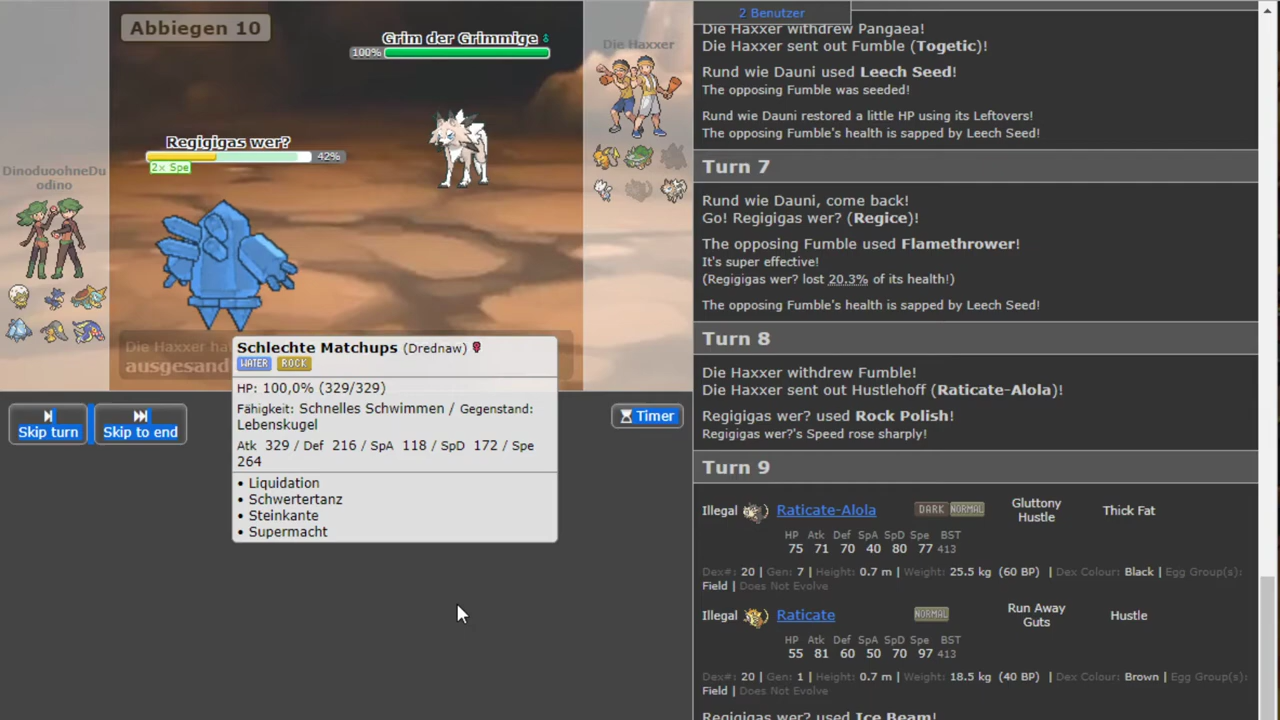 Abbiegen 10
Grim der Grimmige
100%
Regigigas wer?
42%
2× Spe
DinoduoohneDu
odino
Die Haxxer
Die Haxxer ha
ausgesand
Schlechte Matchups (Drednaw)
WATER ROCK
HP: 100,0% (329/329)
Fähigkeit: Schnelles Schwimmen / Gegenstand:
Lebenskugel
Atk 329 / Def 216 / SpA 118 / SpD 172 / Spe
264
• Liquidation
• Schwertertanz
• Steinkante
• Supermacht
Skip turn
Skip to end
Timer
2 Benutzer
Die Haxxer withdrew Pangaea!
Die Haxxer sent out Fumble (Togetic)!
Rund wie Dauni used Leech Seed!
The opposing Fumble was seeded!
Rund wie Dauni restored a little HP using its Leftovers!
The opposing Fumble's health is sapped by Leech Seed!
Turn 7
Rund wie Dauni, come back!
Go! Regigigas wer? (Regice)!
The opposing Fumble used Flamethrower!
It's super effective!
(Regigigas wer? lost 20.3% of its health!)
The opposing Fumble's health is sapped by Leech Seed!
Turn 8
Die Haxxer withdrew Fumble!
Die Haxxer sent out Hustlehoff (Raticate-Alola)!
Regigigas wer? used Rock Polish!
Regigigas wer?'s Speed rose sharply!
Turn 9
Illegal Raticate-Alola DARK NORMAL Gluttony Hustle Thick Fat
HP Atk Def SpA SpD Spe BST
75 71 70 40 80 77 413
Dex#: 20 | Gen: 7 | Height: 0.7 m | Weight: 25.5 kg (60 BP) | Dex Colour: Black | Egg Group(s):
Field | Does Not Evolve
Illegal Raticate NORMAL Run Away Guts Hustle
HP Atk Def SpA SpD Spe BST
55 81 60 50 70 97 413
Dex#: 20 | Gen: 1 | Height: 0.7 m | Weight: 18.5 kg (40 BP) | Dex Colour: Brown | Egg Group(s):
Field | Does Not Evolve
Regigigas wer? used Ice Beam!